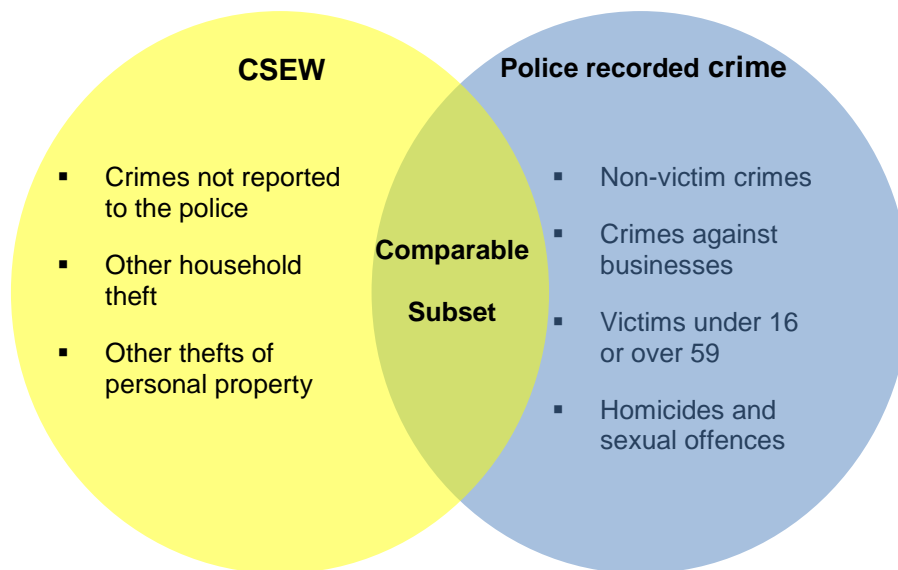 CSEW
▪ Crimes not reported
to the police
▪ Other household
theft
▪ Other thefts of
personal property
Comparable
Subset
Police recorded crime
▪ Non-victim crimes
▪ Crimes against
businesses
▪ Victims under 16
or over 59
▪ Homicides and
sexual offences